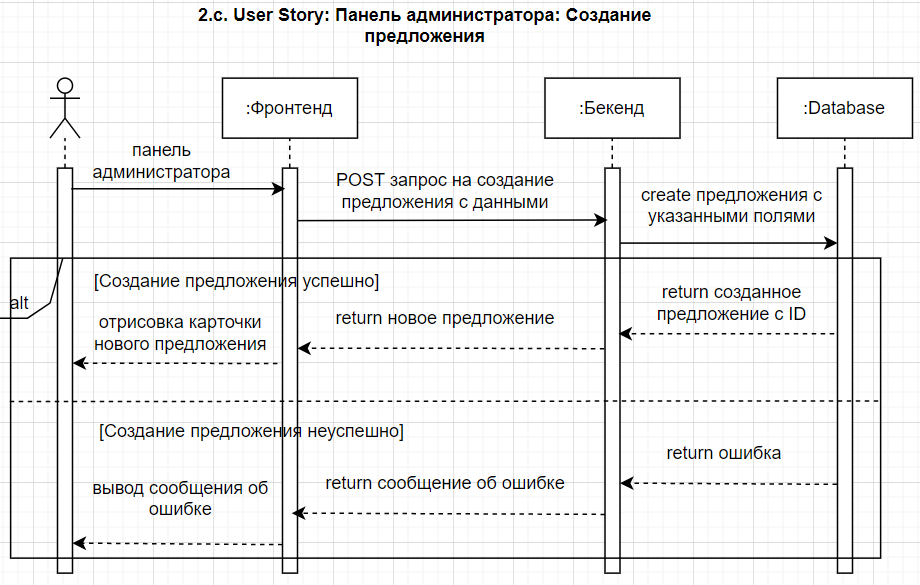 2.с. User Story: Панель администратора: Создание
предложения
:Фронтенд
:Бекенд
:Database
панель
администратора
POST запрос на создание
предложения с данными
create предложения с
указанными полями
alt
[Создание предложения успешно]
return созданное
предложение с ID
return новое предложение
отрисовка карточки
нового предложения
[Создание предложения неуспешно]
return ошибка
return сообщение об ошибке
вывод сообщения об
ошибке